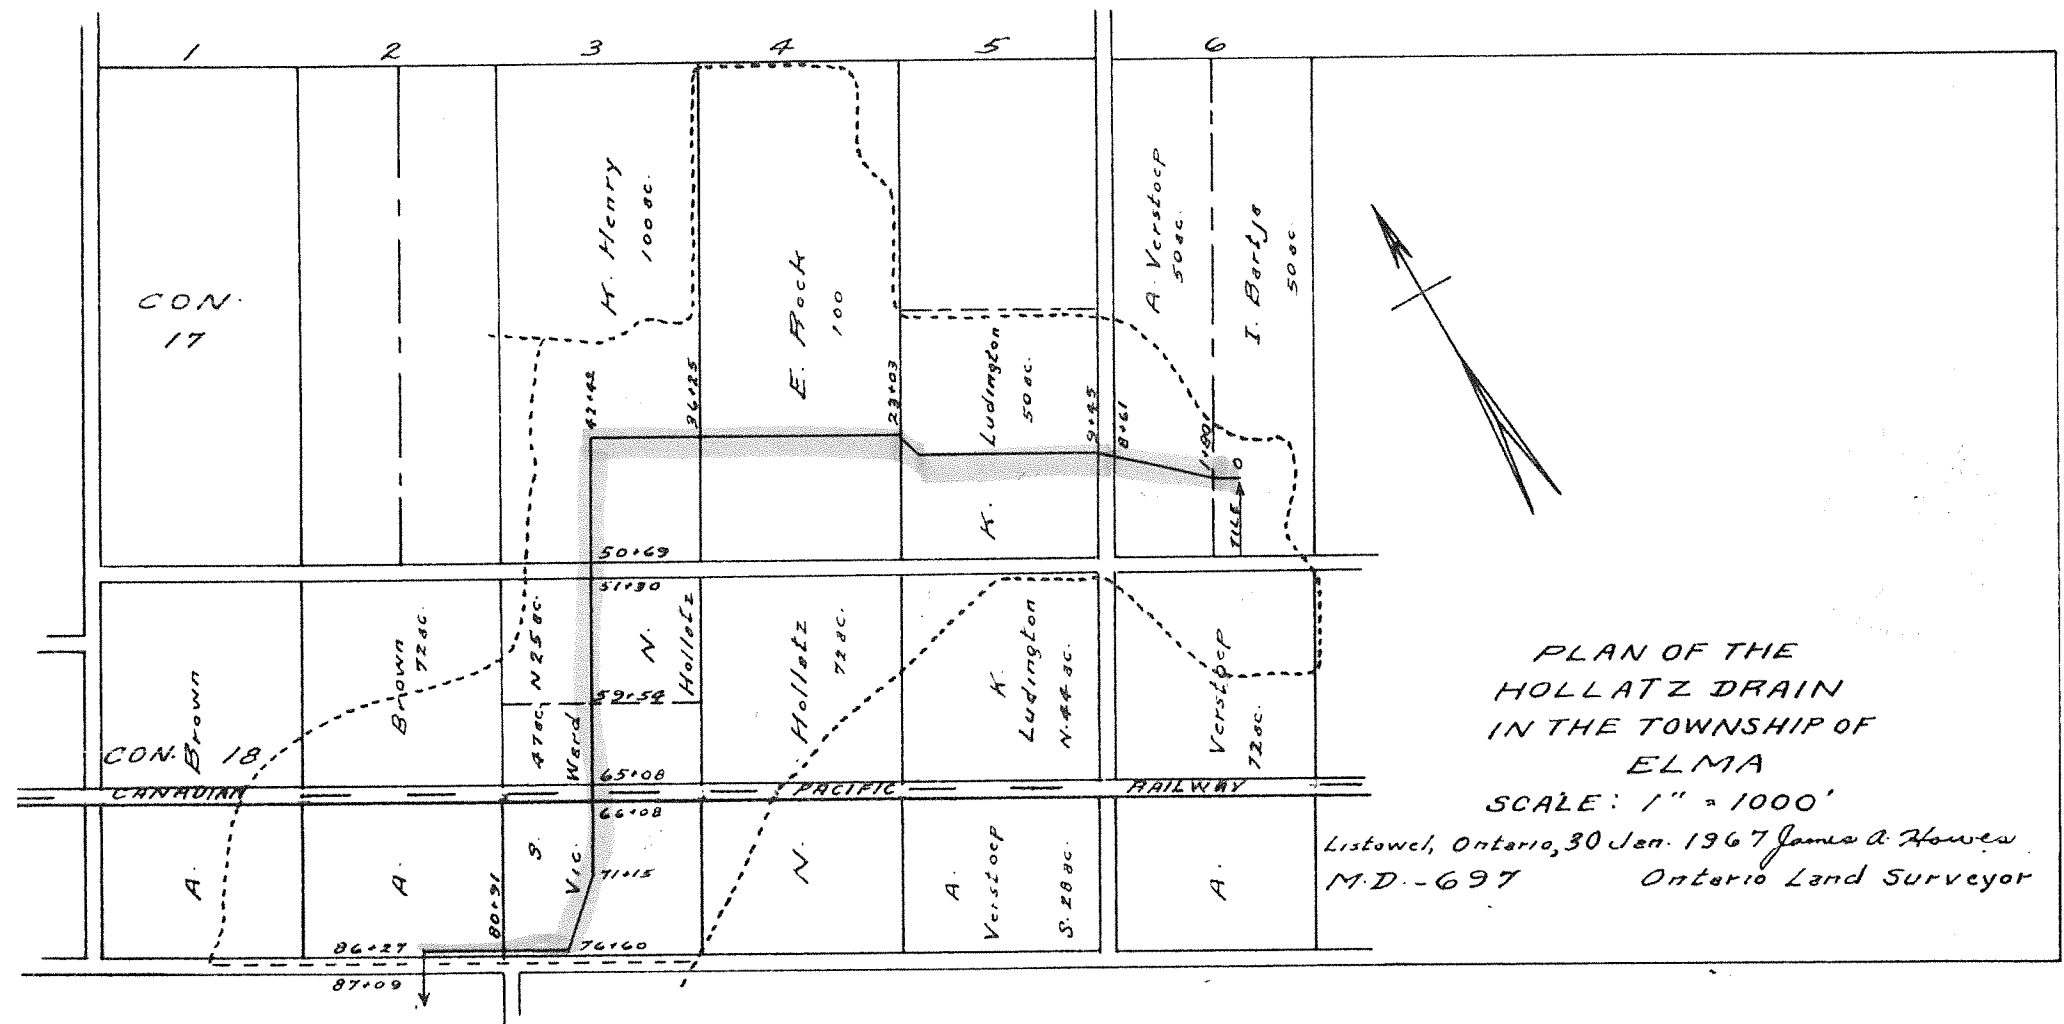 1 2 3 4 5 6
CON.
17
K. Henry
100 ac.
E. Rock
100
K. Ludington
50 ac.
A. Verstoep
50 ac.
I. Bartja
50 ac.
42+42
36+25
23+03
9+45
8+61
1+80
0
TILE
50+69
51+30
59+54
65+08
66+08
71+15
76+60
80+91
86+27
87+09
CON. 18
A. Brown
A. Brown
72 ac.
N 25 ac.
47 ac.
S.
Vic. Ward
N.
Hollatz
N. Hollatz
72 ac.
K.
Ludington
N. 44 ac.
A.
Verstoep
S. 28 ac.
A. Verstoep
72 ac.
CANADIAN PACIFIC RAILWAY
PLAN OF THE
HOLLATZ DRAIN
IN THE TOWNSHIP OF
ELMA
SCALE: 1" = 1000'
Listowel, Ontario, 30 Jan. 1967 James A. Howes
M.D.-697 Ontario Land Surveyor